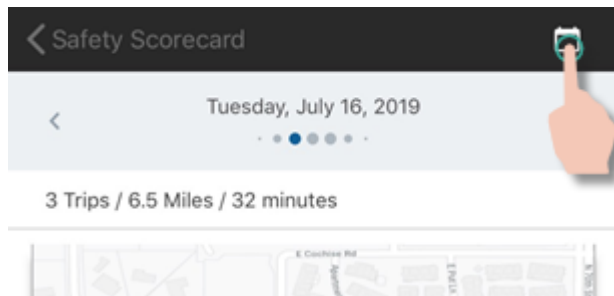 Safety Scorecard
Tuesday, July 16, 2019
3 Trips / 6.5 Miles / 32 minutes
E Cochise Rd